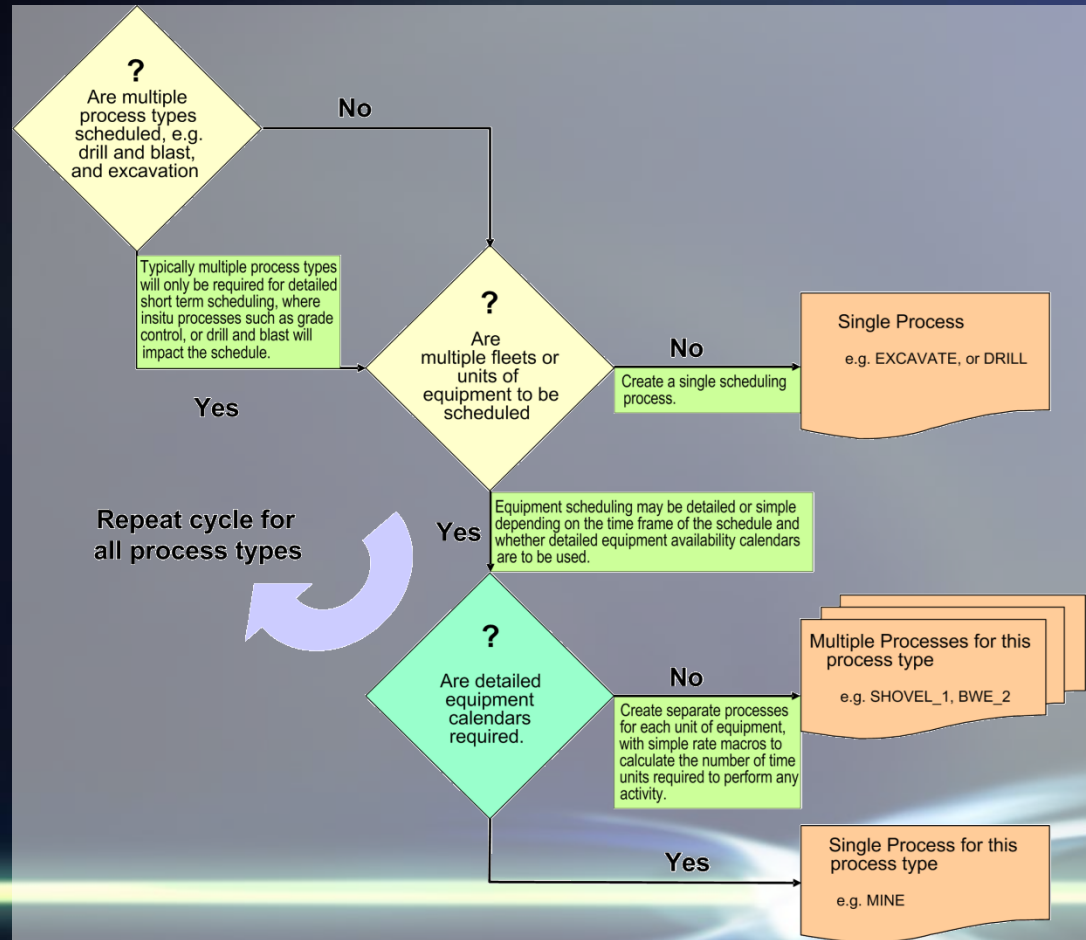 ?
Are multiple
process types
scheduled, e.g.
drill and blast,
and excavation
No
Typically multiple process types
will only be required for detailed
short term scheduling, where
insitu processes such as grade
control, or drill and blast will
impact the schedule.
Yes
?
Are
multiple fleets or
units of
equipment to be
scheduled
No
Create a single scheduling
process.
Single Process
e.g. EXCAVATE, or DRILL
Repeat cycle for
all process types
Yes
Equipment scheduling may be detailed or simple
depending on the time frame of the schedule and
whether detailed equipment availability calendars
are to be used.
?
Are detailed
equipment
calendars
required.
No
Create separate processes
for each unit of equipment,
with simple rate macros to
calculate the number of time
units required to perform any
activity.
Multiple Processes for this
process type
e.g. SHOVEL_1, BWE_2
Yes
Single Process for this
process type
e.g. MINE